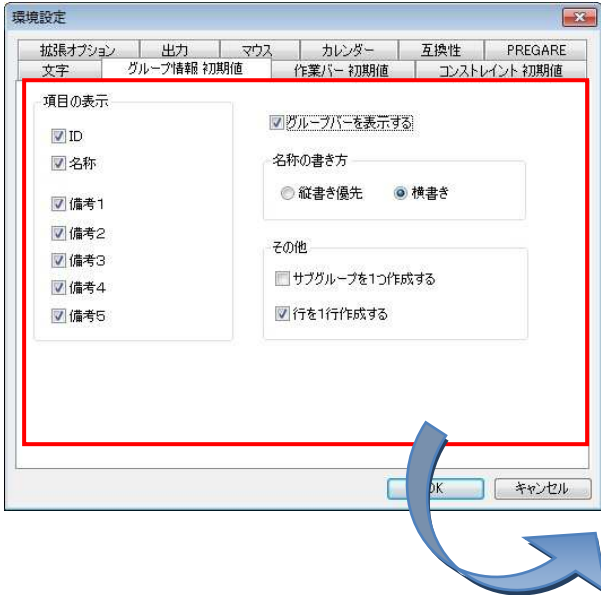 環境設定
拡張オプション 出力 マウス カレンダー 互換性 PREGARE
文字 グループ情報 初期値 作業バー 初期値 コンストレイント 初期値
項目の表示
ID
名称
備考1
備考2
備考3
備考4
備考5
グループバーを表示する
名称の書き方
縦書き優先 横書き
その他
サブグループを1つ作成する
行を1行作成する
OK キャンセル